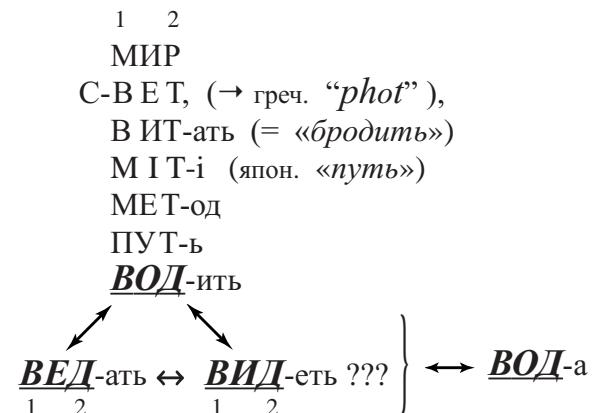 1 2
МИР
С-В Е Т, (→ греч. “phot” ),
В ИТ-ать (= «бродить»)
М I Т-i (япон. «путь»)
МЕТ-од
ПУТ-ь
ВОД-ить
ВЕД-ать ↔ ВИД-еть ??? } ↔ ВОД-а
1 2 1 2